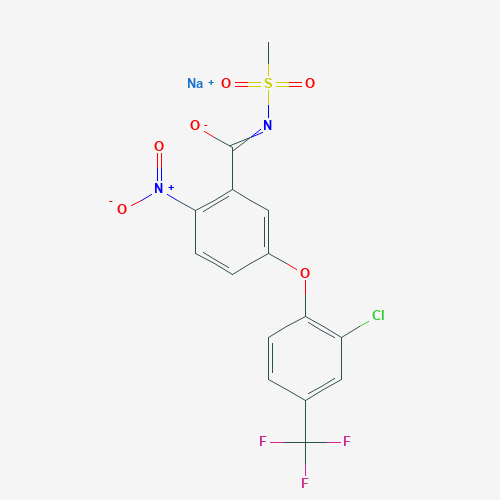 Na +
O S O
O - N
O
N +
- O
O
Cl
F F
F